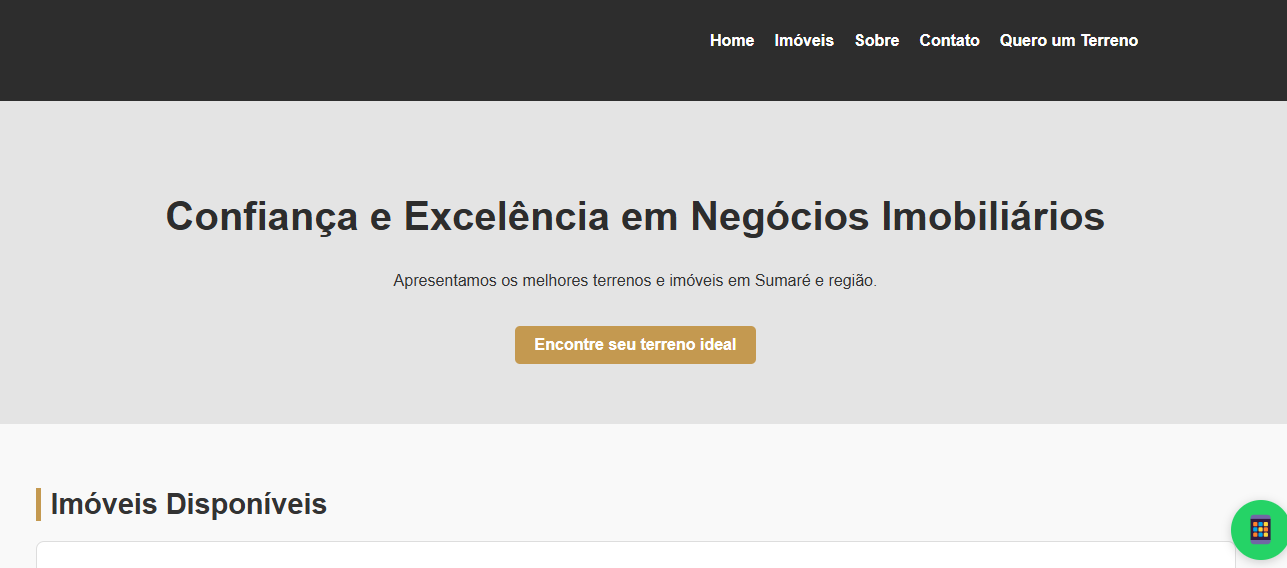 Home Imóveis Sobre Contato Quero um Terreno
Confiança e Excelência em Negócios Imobiliários
Apresentamos os melhores terrenos e imóveis em Sumaré e região.
Encontre seu terreno ideal
Imóveis Disponíveis